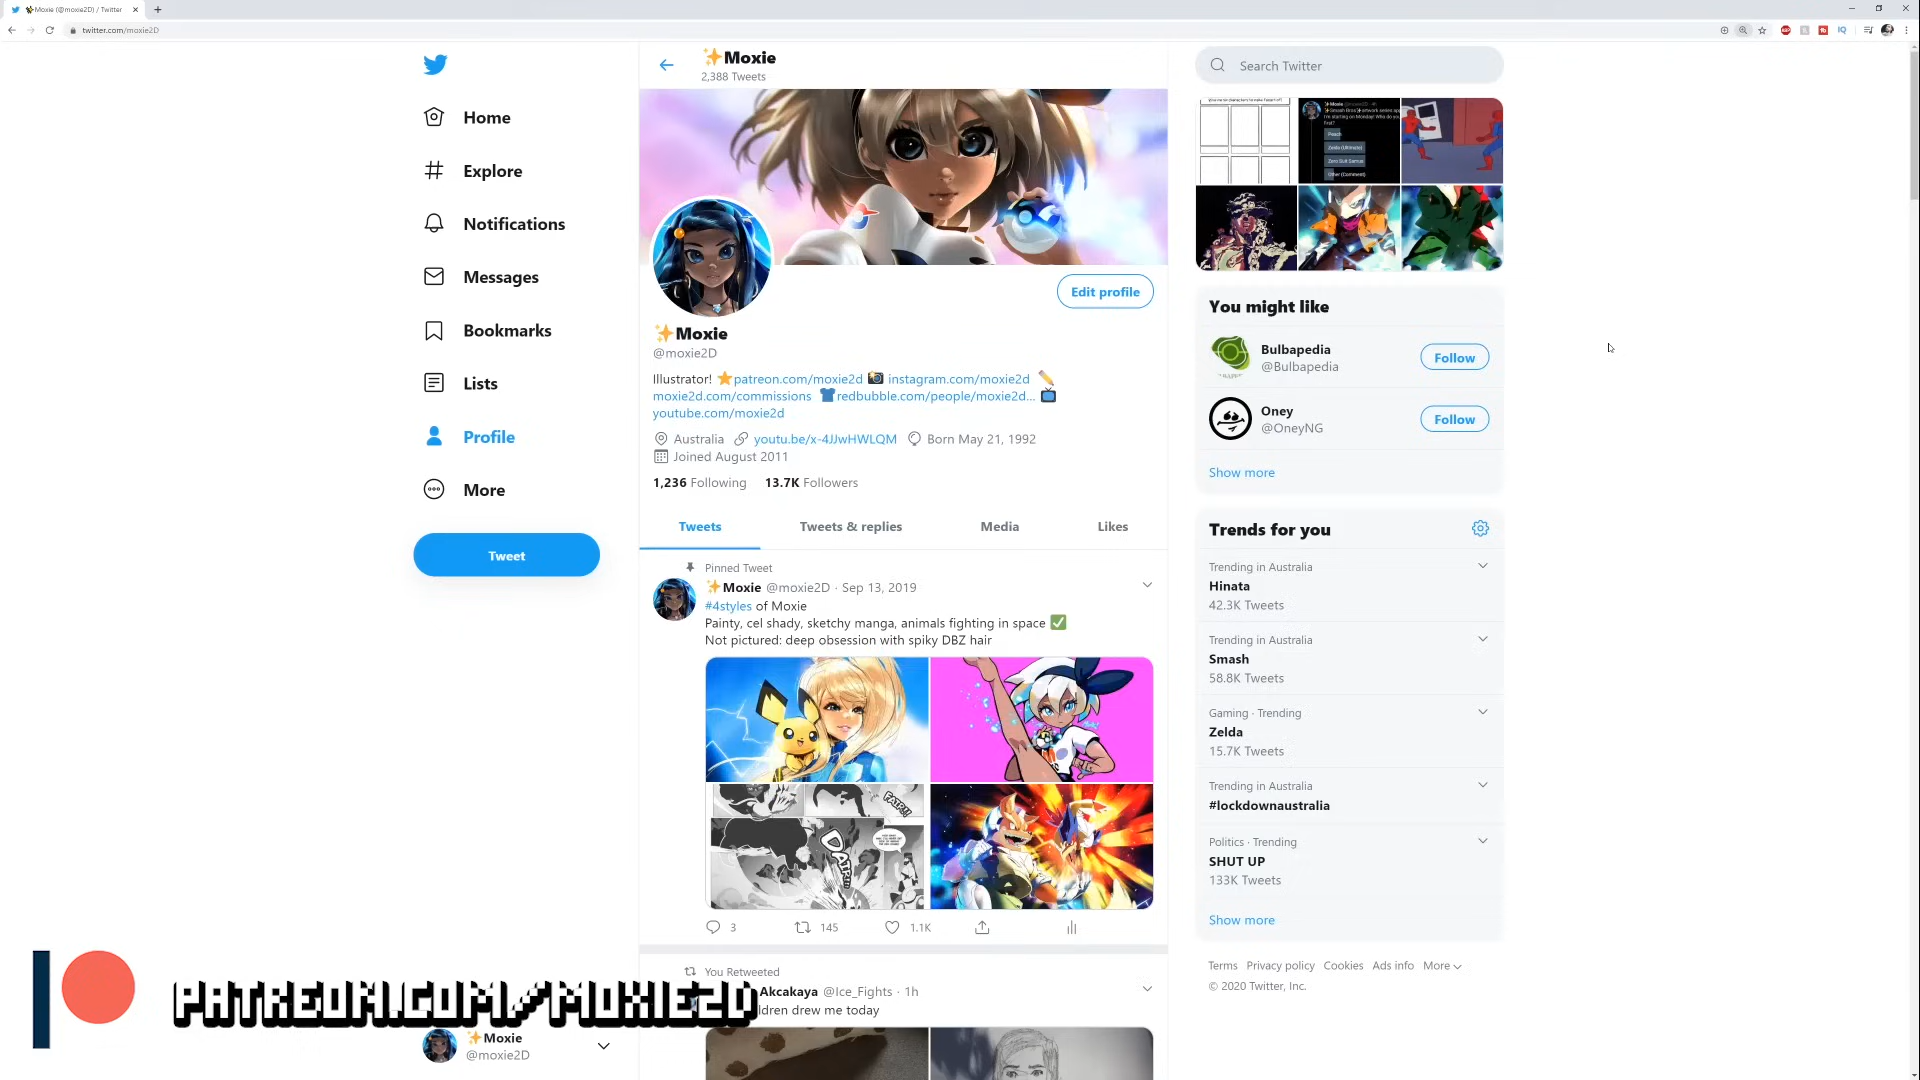 ✨Moxie (@moxie2D) / Twitter
twitter.com/moxie2D
Home
Explore
Notifications
Messages
Bookmarks
Lists
Profile
More
Tweet
✨Moxie
2,388 Tweets
Edit profile
✨Moxie
@moxie2D
Illustrator! ⭐patreon.com/moxie2d 📸 instagram.com/moxie2d ✏️
moxie2d.com/commissions 👕redbubble.com/people/moxie2d... 📺
youtube.com/moxie2d
Australia youtu.be/x-4JJwHWLQM Born May 21, 1992
Joined August 2011
1,236 Following 13.7K Followers
Tweets Tweets & replies Media Likes
Pinned Tweet
✨Moxie @moxie2D · Sep 13, 2019
#4styles of Moxie
Painty, cel shady, sketchy manga, animals fighting in space ✅
Not pictured: deep obsession with spiky DBZ hair
3 145 1.1K
You Retweeted
Akcakaya @Ice_Fights · 1h
ldren drew me today
PATREON.COM/MOXIE2D
✨Moxie
@moxie2D
Search Twitter
Peach
Zelda (Ultimate)
Zero Suit Samus
Other (Comment)
You might like
Bulbapedia
@Bulbapedia
Follow
Oney
@OneyNG
Follow
Show more
Trends for you
Trending in Australia
Hinata
42.3K Tweets
Trending in Australia
Smash
58.8K Tweets
Gaming · Trending
Zelda
15.7K Tweets
Trending in Australia
#lockdownaustralia
Politics · Trending
SHUT UP
133K Tweets
Show more
Terms Privacy policy Cookies Ads info More
© 2020 Twitter, Inc.